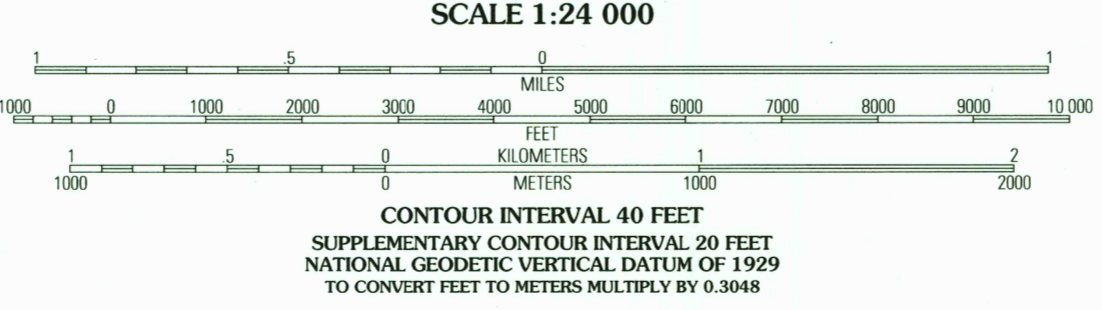 SCALE 1:24 000
1 .5 0 1
MILES
1000 0 1000 2000 3000 4000 5000 6000 7000 8000 9000 10 000
FEET
1 .5 0 KILOMETERS 1 2
1000 0 METERS 1000 2000
CONTOUR INTERVAL 40 FEET
SUPPLEMENTARY CONTOUR INTERVAL 20 FEET
NATIONAL GEODETIC VERTICAL DATUM OF 1929
TO CONVERT FEET TO METERS MULTIPLY BY 0.3048